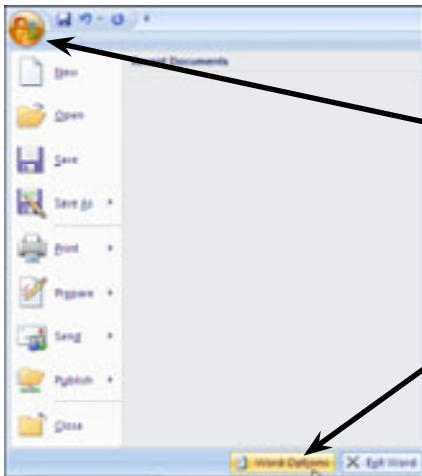 Recent Documents
New
Open
Save
Save As
Print
Prepare
Send
Publish
Close
Word Options
Exit Word